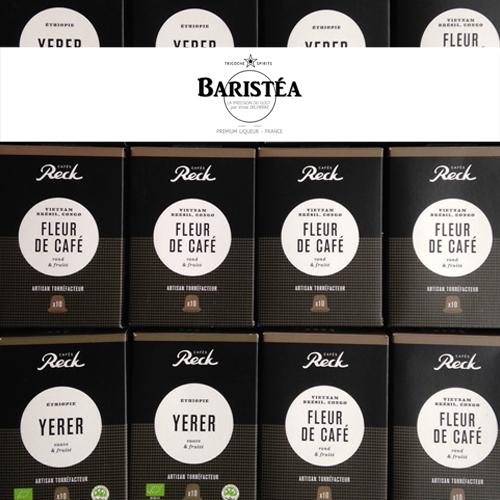 ÉTHIOPIE
YERER
ÉTHIOPIE
YERER
ÉTHIOPIE
YERER
VIETNAM
BRÉSIL, CONGO
FLEUR
DE CAFÉ
TRICOCHE SPIRITS
BARISTÉA
LA PRÉCISION DU GOÛT
PREMIUM LIQUEUR - FRANCE
CAFÉS
Reck
VIETNAM
BRÉSIL, CONGO
FLEUR
DE CAFÉ
rond
& fruité
ARTISAN TORRÉFACTEUR
x10
CAFÉS
Reck
VIETNAM
BRÉSIL, CONGO
FLEUR
DE CAFÉ
rond
& fruité
ARTISAN TORRÉFACTEUR
x10
CAFÉS
Reck
VIETNAM
BRÉSIL, CONGO
FLEUR
DE CAFÉ
rond
& fruité
ARTISAN TORRÉFACTEUR
x10
CAFÉS
Reck
VIETNAM
BRÉSIL, CONGO
FLEUR
DE CAFÉ
rond
& fruité
ARTISAN TORRÉFACTEUR
x10
CAFÉS
Reck
ÉTHIOPIE
YERER
suave
& fruité
ARTISAN TORRÉFACTEUR
x10
CAFÉS
Reck
ÉTHIOPIE
YERER
suave
& fruité
ARTISAN TORRÉFACTEUR
x10
CAFÉS
Reck
VIETNAM
BRÉSIL, CONGO
FLEUR
DE CAFÉ
rond
& fruité
ARTISAN TORRÉFACTEUR
x10
CAFÉS
Reck
VIETNAM
BRÉSIL, CONGO
FLEUR
DE CAFÉ
rond
& fruité
ARTISAN TORRÉFACTEUR
x10